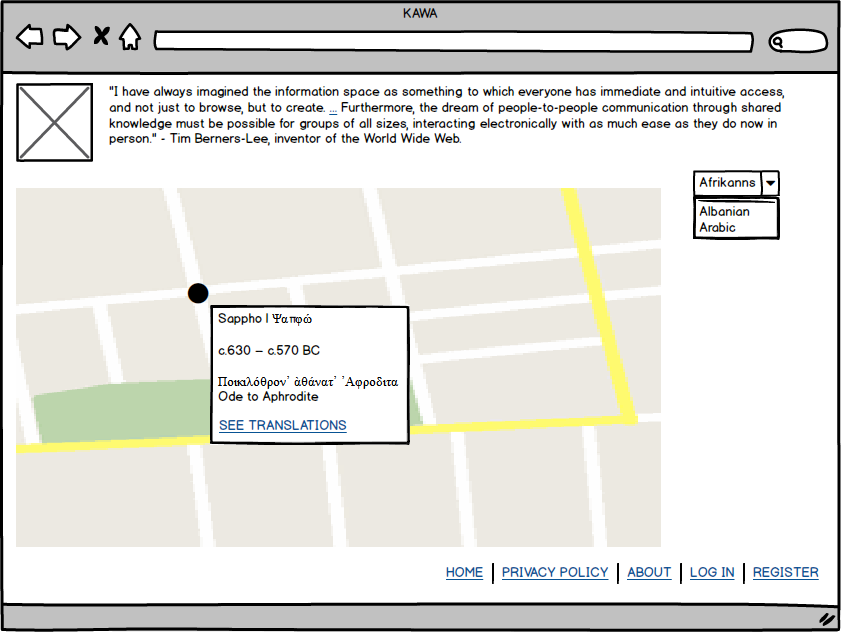 KAWA
"I have always imagined the information space as something to which everyone has immediate and intuitive access,
and not just to browse, but to create. ... Furthermore, the dream of people-to-people communication through shared
knowledge must be possible for groups of all sizes, interacting electronically with as much ease as they do now in
person." - Tim Berners-Lee, inventor of the World Wide Web.
Afrikanns
Albanian
Arabic
Sappho | Ψαπφώ
c.630 – c.570 BC
Ποικιλόθρον' ἀθάνατ' Ἀφροδιτα
Ode to Aphrodite
SEE TRANSLATIONS
HOME | PRIVACY POLICY | ABOUT | LOG IN | REGISTER